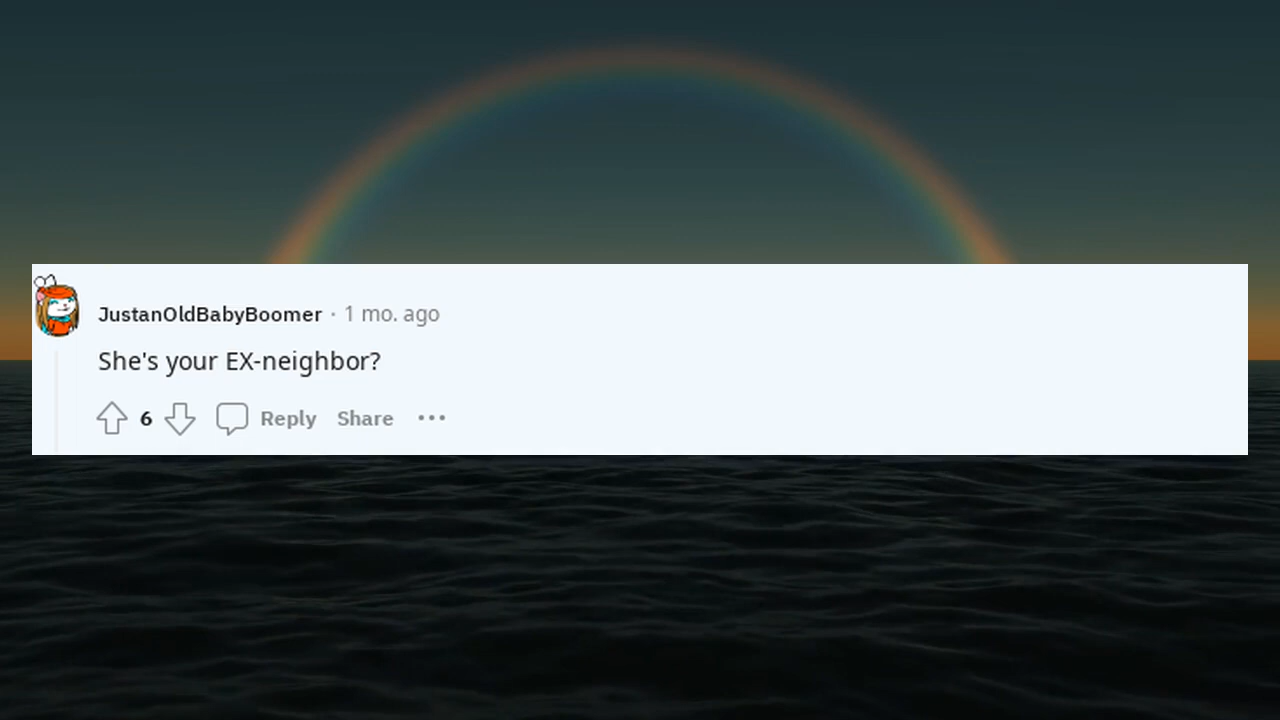 JustanOldBabyBoomer · 1 mo. ago
She's your EX-neighbor?
6 Reply Share ···